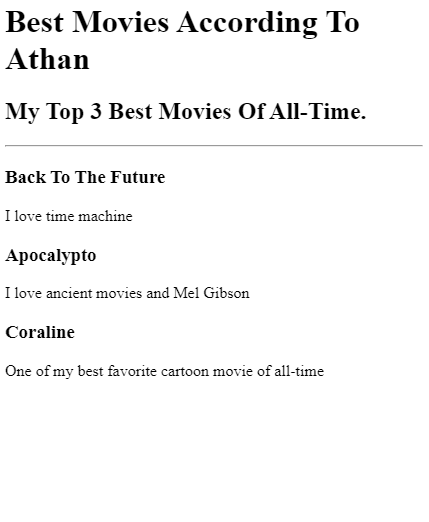 Best Movies According To
Athan
My Top 3 Best Movies Of All-Time.
Back To The Future
I love time machine
Apocalypto
I love ancient movies and Mel Gibson
Coraline
One of my best favorite cartoon movie of all-time